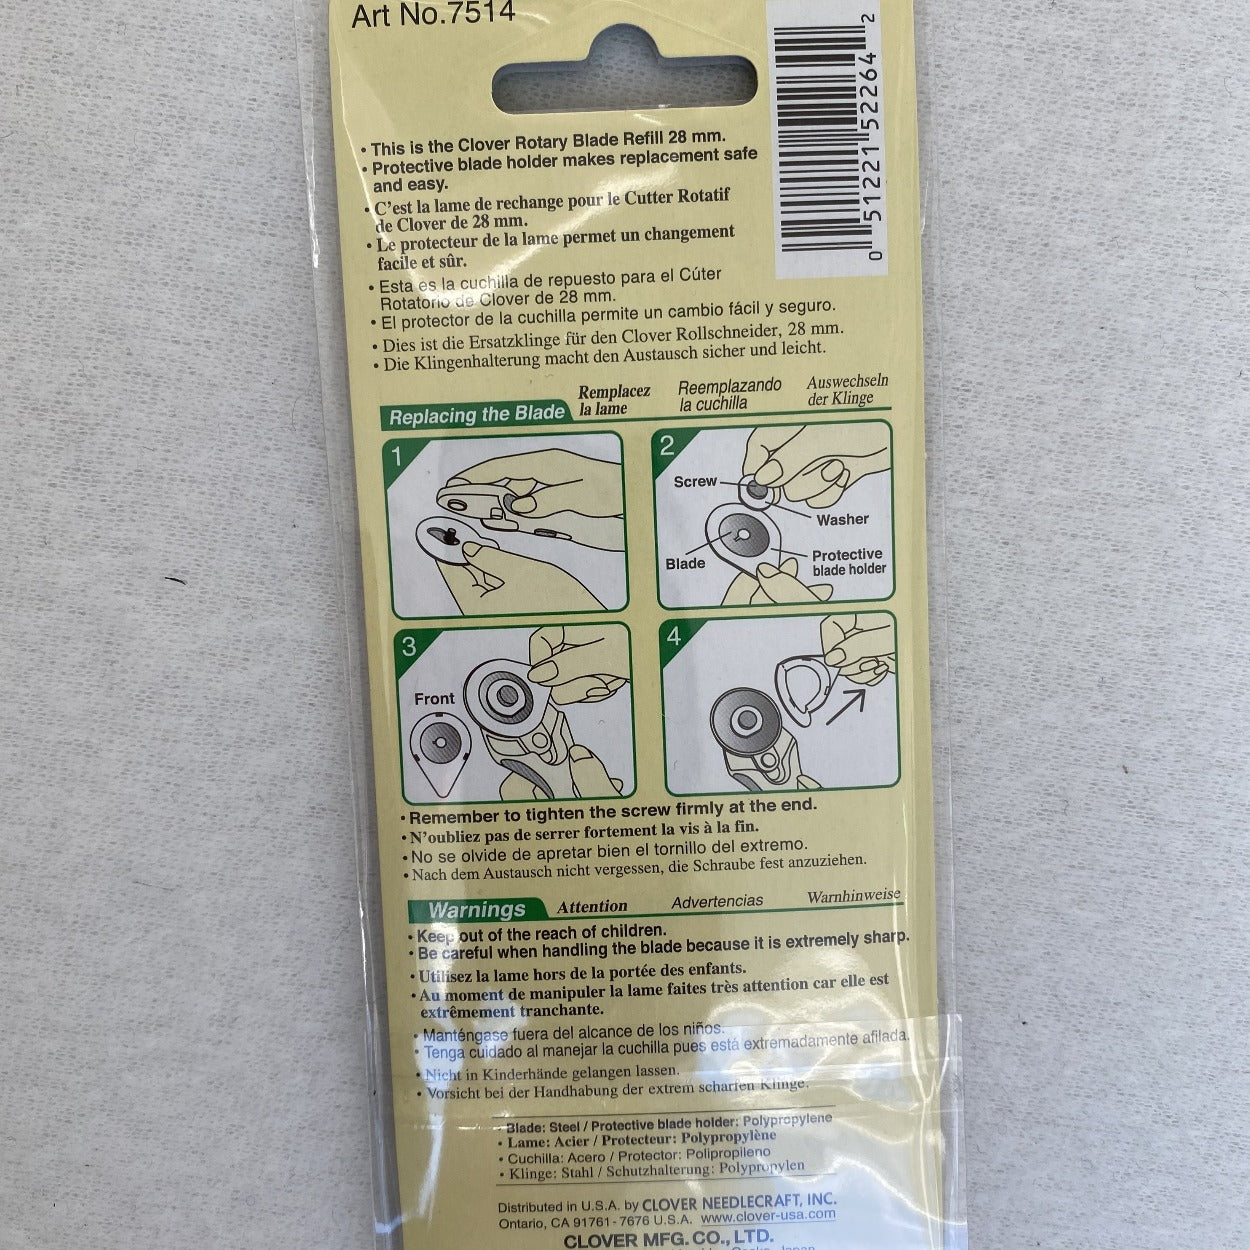 Art No.7514
0 51221 52264 2
• This is the Clover Rotary Blade Refill 28 mm.
• Protective blade holder makes replacement safe
and easy.
• C'est la lame de rechange pour le Cutter Rotatif
de Clover de 28 mm.
• Le protecteur de la lame permet un changement
facile et sûr.
• Esta es la cuchilla de repuesto para el Cúter
Rotatorio de Clover de 28 mm.
• El protector de la cuchilla permite un cambio fácil y seguro.
• Dies ist die Ersatzklinge für den Clover Rollschneider, 28 mm.
• Die Klingenhalterung macht den Austausch sicher und leicht.
Replacing the Blade
Remplacez
la lame
Reemplazando
la cuchilla
Auswechseln
der Klinge
1
2
Screw
Washer
Blade
Protective
blade holder
3
Front
4
• Remember to tighten the screw firmly at the end.
• N'oubliez pas de serrer fortement la vis à la fin.
• No se olvide de apretar bien el tornillo del extremo.
• Nach dem Austausch nicht vergessen, die Schraube fest anzuziehen.
Warnings Attention Advertencias Warnhinweise
• Keep out of the reach of children.
• Be careful when handling the blade because it is extremely sharp.
• Utilisez la lame hors de la portée des enfants.
• Au moment de manipuler la lame faites très attention car elle est
extrêmement tranchante.
• Manténgase fuera del alcance de los niños.
• Tenga cuidado al manejar la cuchilla pues está extremadamente afilada.
• Nicht in Kinderhände gelangen lassen.
• Vorsicht bei der Handhabung der extrem scharfen Klinge.
• Blade: Steel / Protective blade holder: Polypropylene
• Lame: Acier / Protecteur: Polypropylène
• Cuchilla: Acero / Protector: Polipropileno
• Klinge: Stahl / Schutzhalterung: Polypropylen
Distributed in U.S.A. by CLOVER NEEDLECRAFT, INC.
Ontario, CA 91761-7676 U.S.A. www.clover-usa.com
CLOVER MFG. CO., LTD.